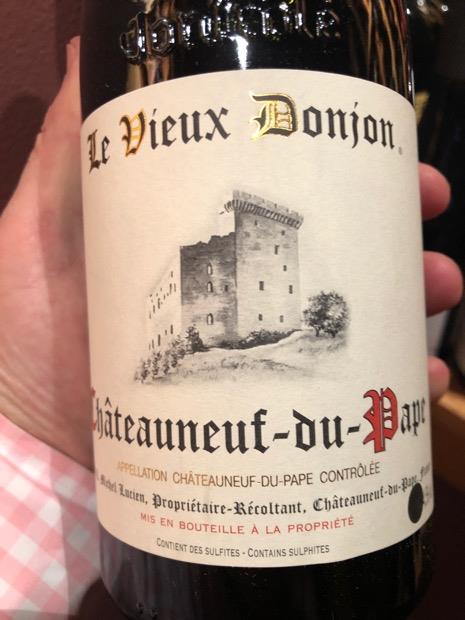 Le Vieux Donjon
Châteauneuf-du-Pape
APPELLATION CHÂTEAUNEUF-DU-PAPE CONTRÔLÉE
Michel Lucien, Propriétaire-Récoltant, Châteauneuf-du-Pape,
MIS EN BOUTEILLE À LA PROPRIÉTÉ
CONTIENT DES SULFITES - CONTAINS SULPHITES